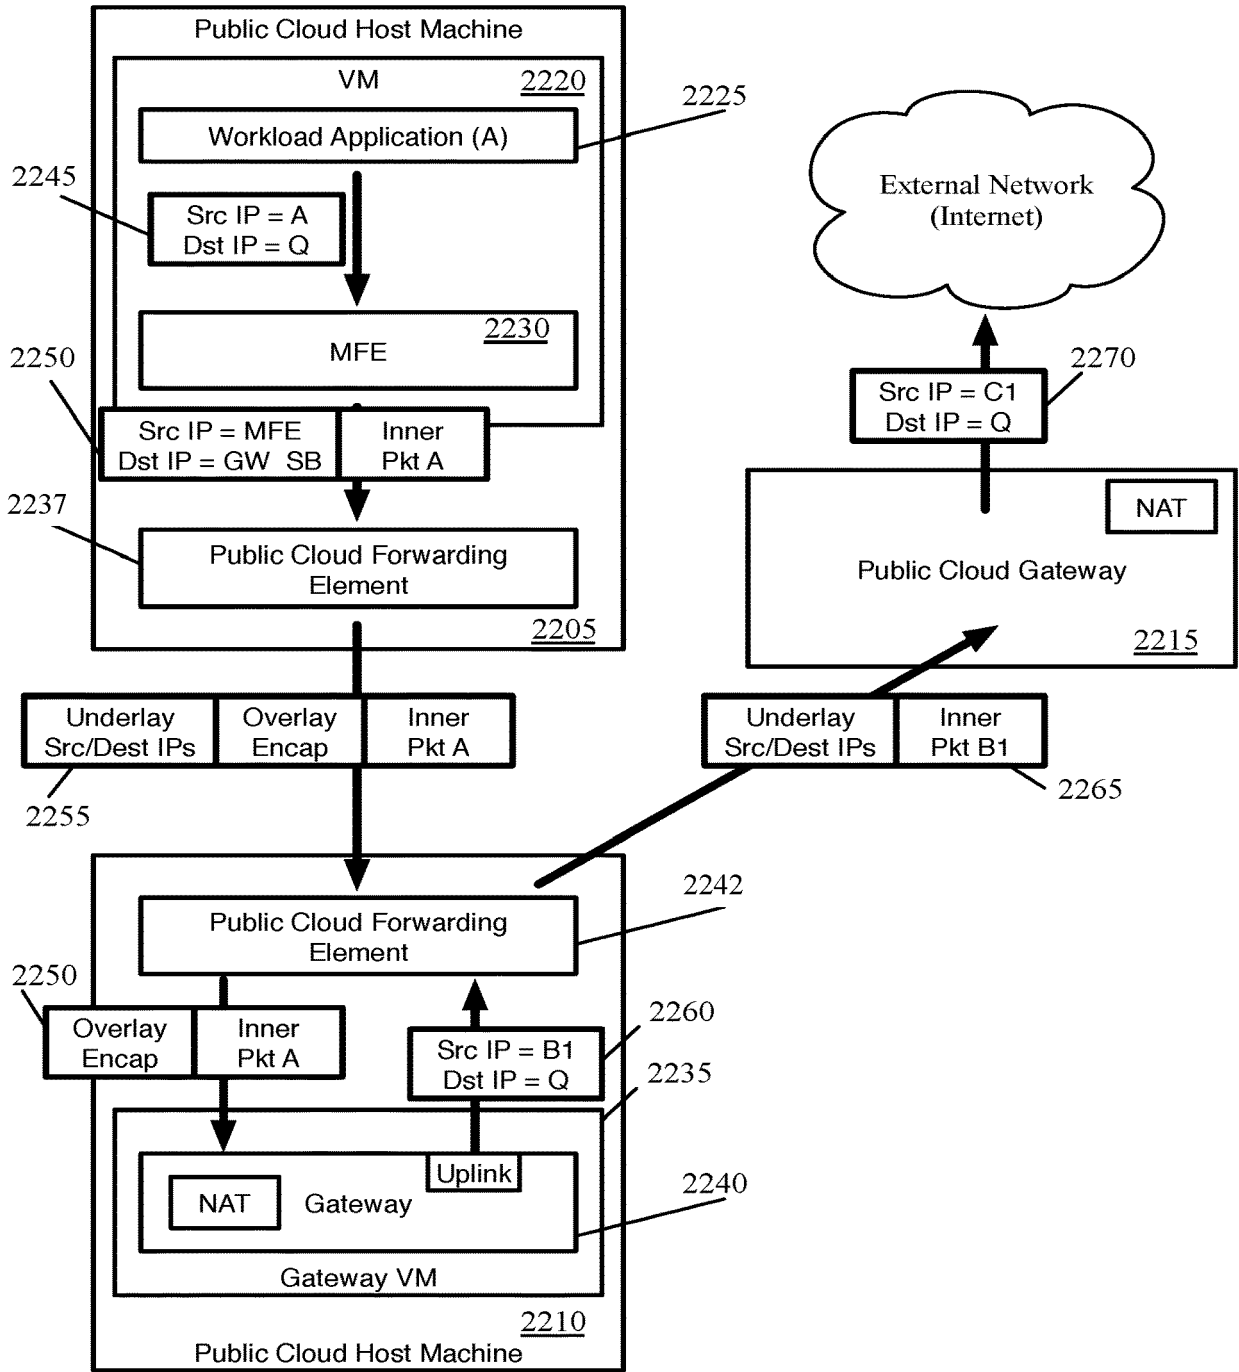 Public Cloud Host Machine
VM
2220
2225
Workload Application (A)
2245
Src IP = A
Dst IP = Q
External Network
(Internet)
2230
MFE
2250
Src IP = MFE
Dst IP = GW SB
Inner
Pkt A
2270
Src IP = C1
Dst IP = Q
2237
Public Cloud Forwarding
Element
2205
NAT
Public Cloud Gateway
2215
Underlay
Src/Dest IPs
Overlay
Encap
Inner
Pkt A
2255
Underlay
Src/Dest IPs
Inner
Pkt B1
2265
2242
Public Cloud Forwarding
Element
2250
Overlay
Encap
Inner
Pkt A
2260
Src IP = B1
Dst IP = Q
2235
Uplink
NAT
Gateway
2240
Gateway VM
2210
Public Cloud Host Machine